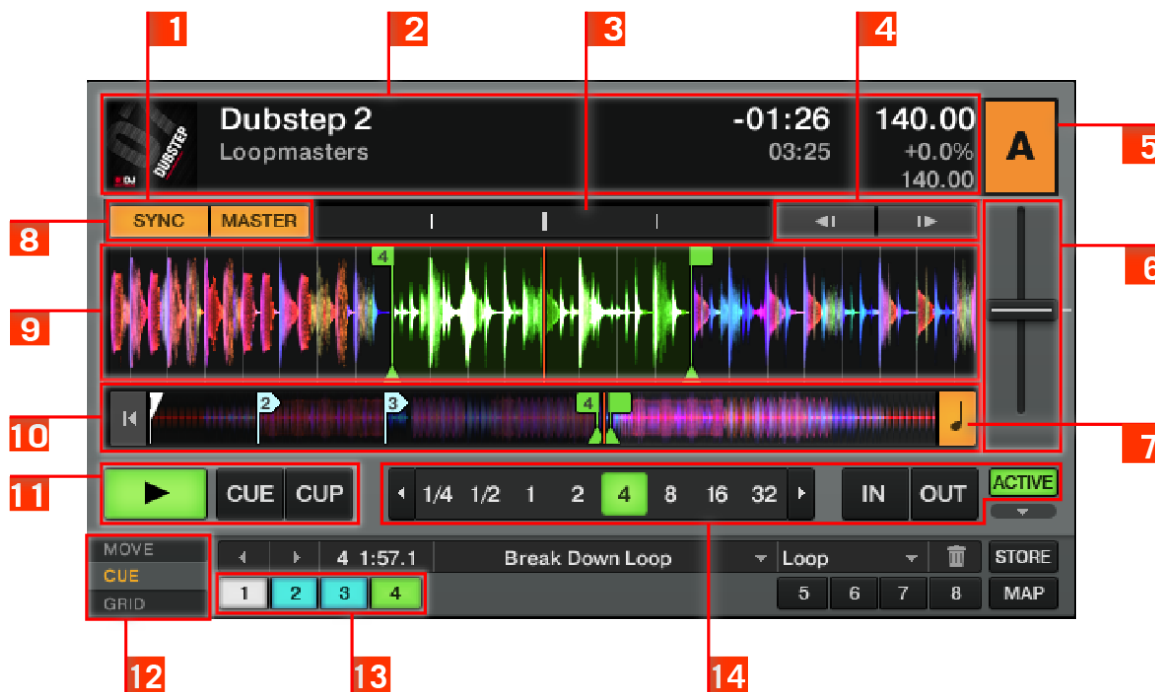 1 2 3 4
Dubstep 2 -01:26 140.00
Loopmasters 03:25 +0.0%
140.00
DUBSTEP
DJ
A
5
SYNC MASTER
8
6
4
9
2 3 4
10
7
11
CUE CUP
1/4 1/2 1 2 4 8 16 32
IN OUT
ACTIVE
MOVE
CUE
GRID
4 1:57.1 Break Down Loop Loop STORE
1 2 3 4 5 6 7 8 MAP
12 13 14